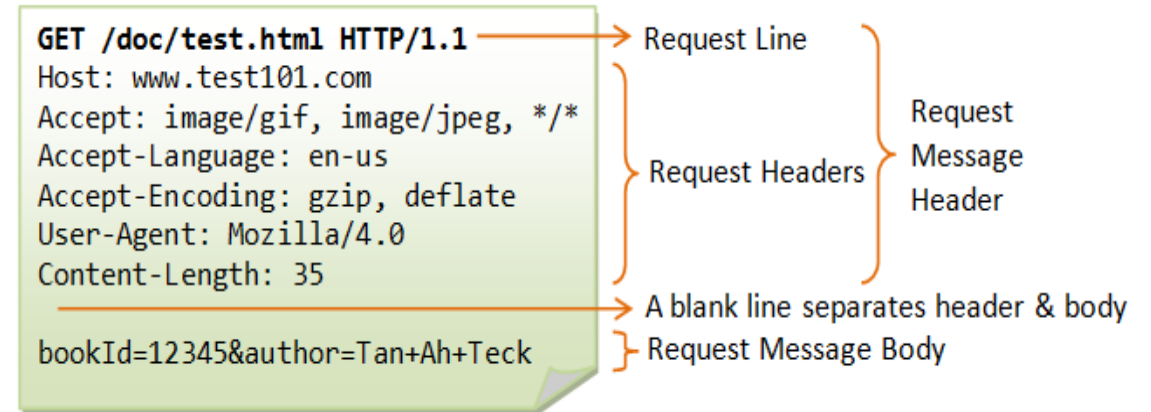 GET /doc/test.html HTTP/1.1
Request Line
Host: www.test101.com
Accept: image/gif, image/jpeg, */*
Accept-Language: en-us
Accept-Encoding: gzip, deflate
User-Agent: Mozilla/4.0
Content-Length: 35
Request Headers
Request
Message
Header
A blank line separates header & body
bookId=12345&author=Tan+Ah+Teck
Request Message Body